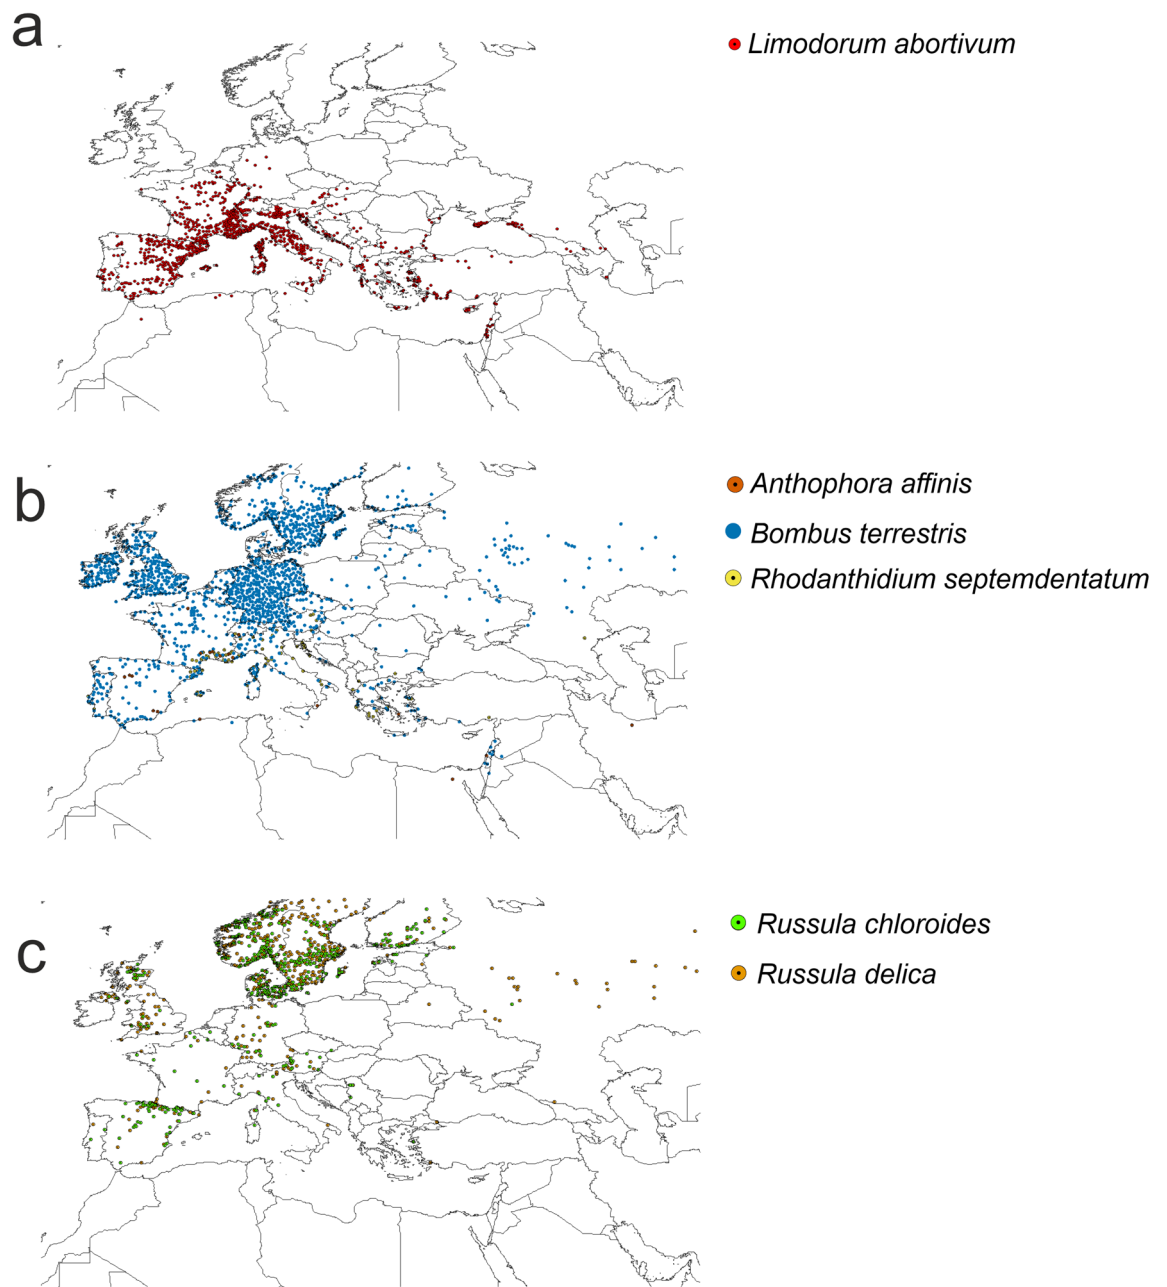 a
Limodorum abortivum
b
Anthophora affinis
Bombus terrestris
Rhodanthidium septemdentatum
c
Russula chloroides
Russula delica